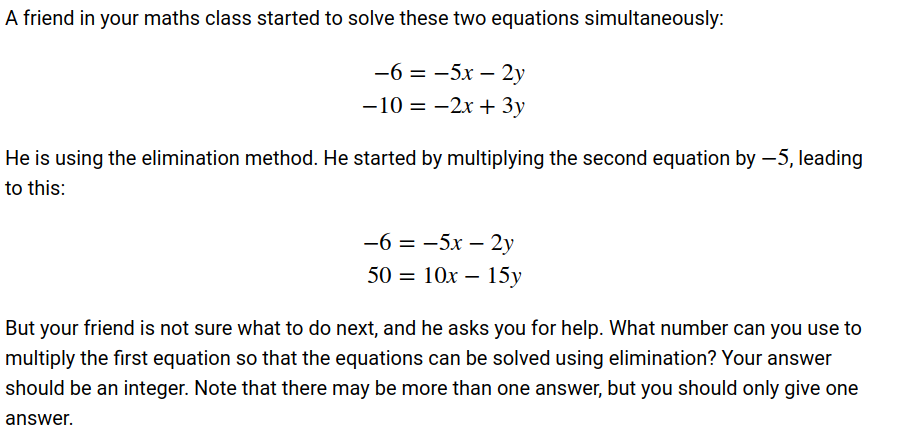 A friend in your maths class started to solve these two equations simultaneously:
−6 = −5x − 2y
−10 = −2x + 3y
He is using the elimination method. He started by multiplying the second equation by −5, leading
to this:
−6 = −5x − 2y
50 = 10x − 15y
But your friend is not sure what to do next, and he asks you for help. What number can you use to
multiply the first equation so that the equations can be solved using elimination? Your answer
should be an integer. Note that there may be more than one answer, but you should only give one
answer.